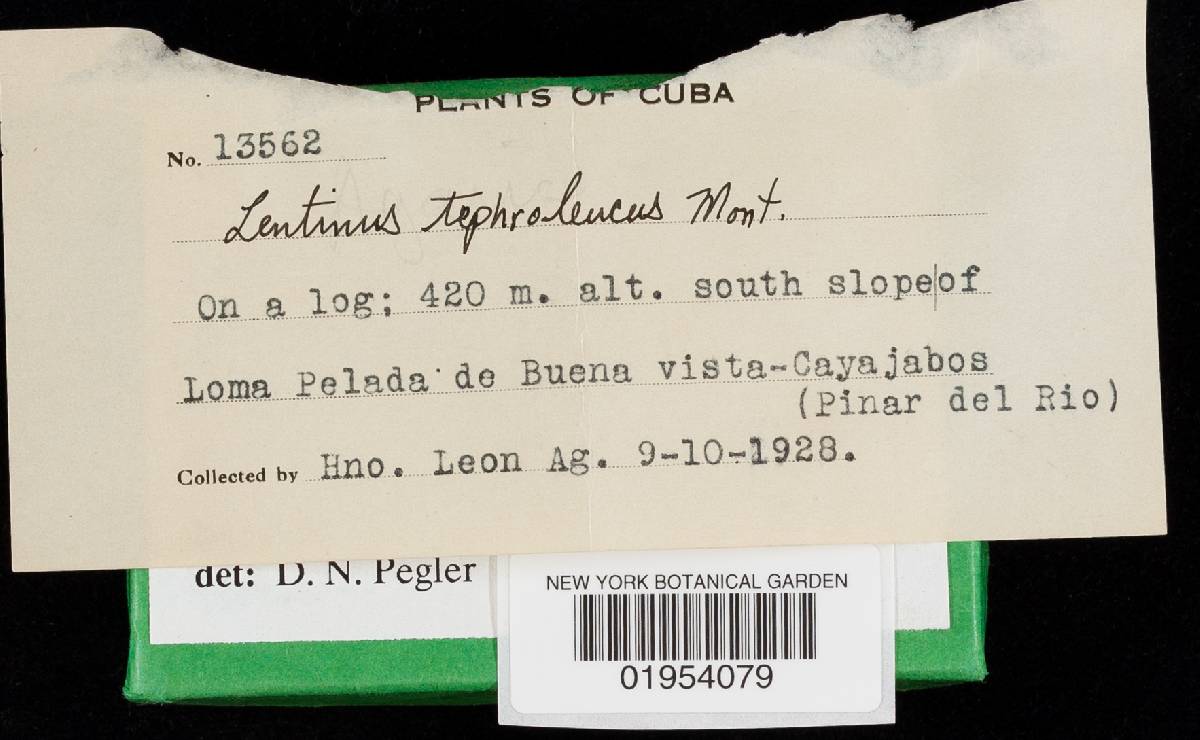 PLANTS OF CUBA
No. 13562
Lentinus tephroleucus Mont.
On a log; 420 m. alt. south slope of
Loma Pelada de Buena vista-Cayajabos
(Pinar del Rio)
Collected by Hno. Leon Ag. 9-10-1928.
det: D. N. Pegler
NEW YORK BOTANICAL GARDEN
01954079